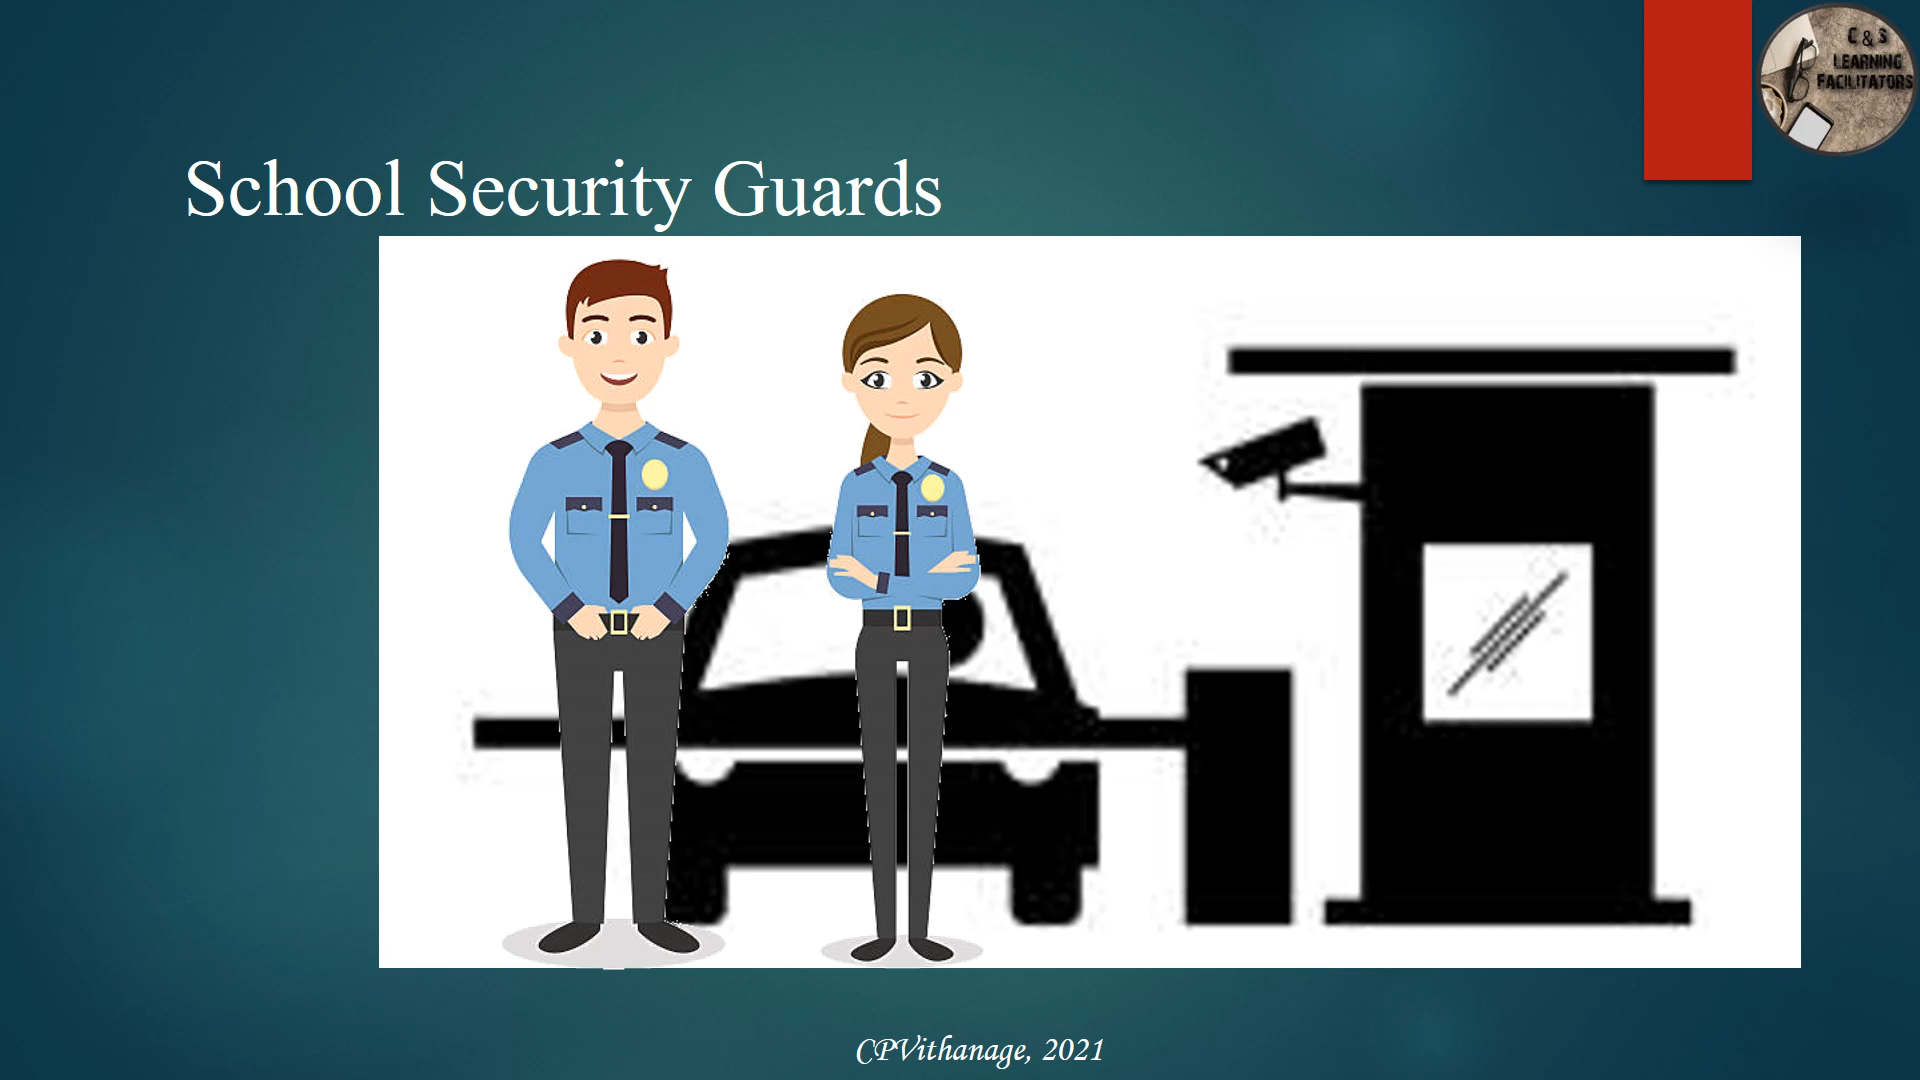 C & S
LEARNING
FACILITATORS
School Security Guards
CPVithanage, 2021